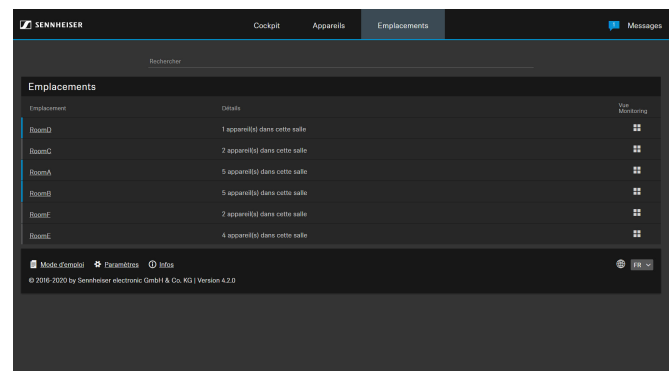 SENNHEISER Cockpit Appareils Emplacements Messages
Rechercher
Emplacements
Emplacement Détails Vue Monitoring
RoomD 1 appareil(s) dans cette salle
RoomC 2 appareil(s) dans cette salle
RoomA 5 appareil(s) dans cette salle
RoomB 5 appareil(s) dans cette salle
RoomF 2 appareil(s) dans cette salle
RoomE 4 appareil(s) dans cette salle
Mode d'emploi Paramètres Infos FR
© 2016-2020 by Sennheiser electronic GmbH & Co. KG | Version 4.2.0